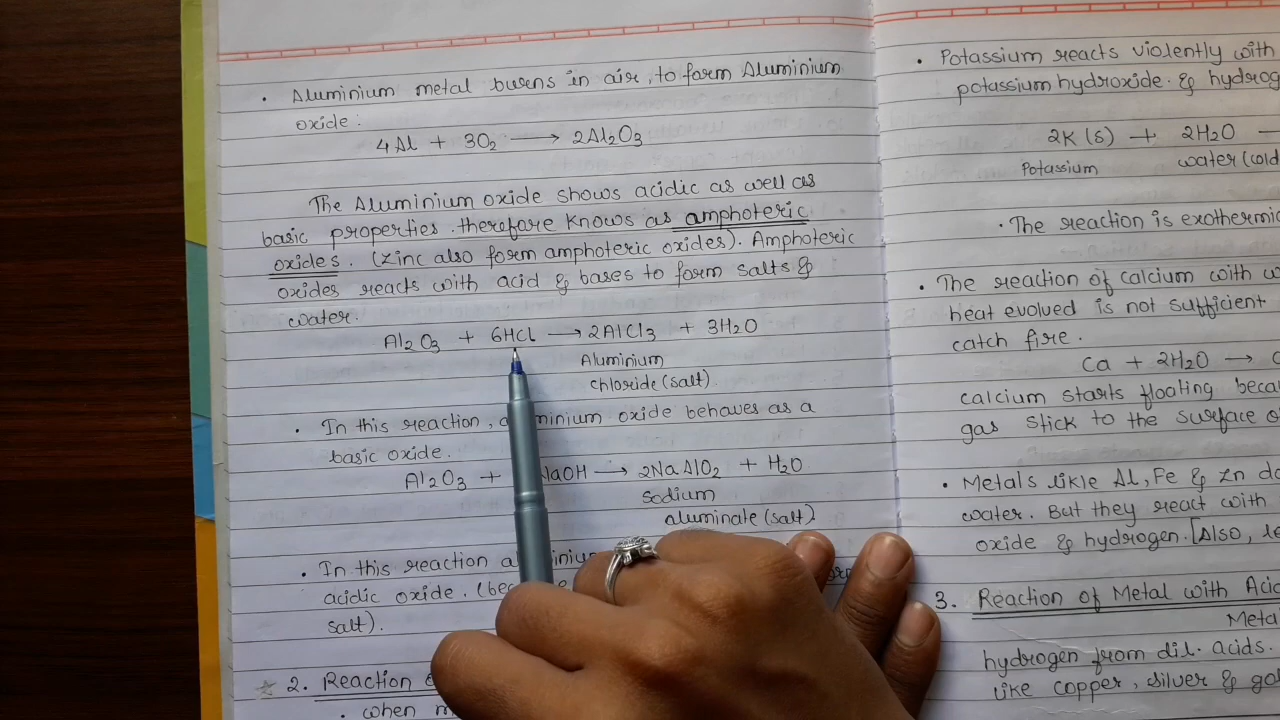 . Aluminium metal burns in air, to form Aluminium
oxide :
4Al + 3O2 ⟶ 2Al2O3
The Aluminium oxide shows acidic as well as
basic properties therefore knows as amphoteric
oxides. (Zinc also form amphoteric oxides). Amphoteric
oxides reacts with acid & bases to form salts &
water.
Al2O3 + 6HCl ⟶ 2AlCl3 + 3H2O
Aluminium
chloride (salt)
. In this reaction, minium oxide behaves as a
basic oxide.
Al2O3 + NaOH ⟶ 2NaAlO2 + H2O
Sodium
aluminate (salt)
. In this reaction
acidic oxide.
salt).
2. Reaction
. when
. Potassium reacts violently with
potassium hydroxide & hydrog
2K (s) + 2H2O
Potassium water (cold
. The reaction is exothermi
. The reaction of calcium with
heat evolved is not sufficient
catch fire.
Ca + 2H2O →
calcium starts floating beca
gas stick to the surface o
. Metals likle Al, Fe & Zn do
water. But they react with
oxide & hydrogen. [Also, le
3. Reaction of Metal with Acid
Meta
hydrogen from dil. acids.
like copper, silver & go